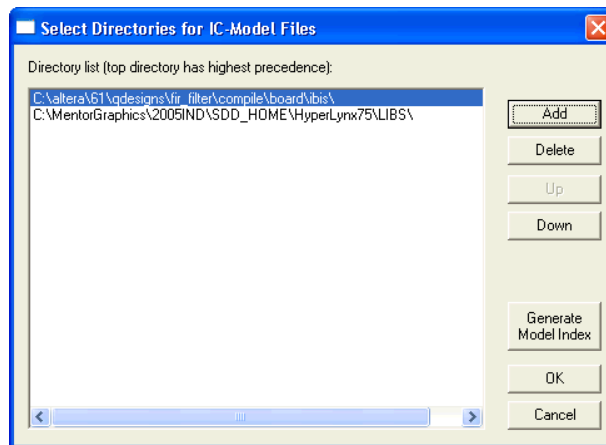 Select Directories for IC-Model Files
Directory list (top directory has highest precedence):
C:\altera\61\qdesigns\fir_filter\compile\board\ibis\
C:\MentorGraphics\2005IND\SDD_HOME\HyperLynx75\LIBS\
Add
Delete
Up
Down
Generate
Model Index
OK
Cancel